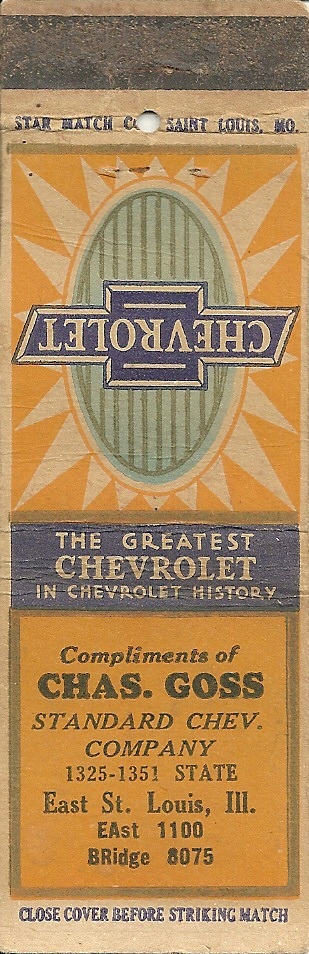 STAR MATCH CO. SAINT LOUIS, MO.
CHEVROLET
THE GREATEST
CHEVROLET
IN CHEVROLET HISTORY
Compliments of
CHAS. GOSS
STANDARD CHEV.
COMPANY
1325-1351 STATE
East St. Louis, Ill.
EAst 1100
BRidge 8075
CLOSE COVER BEFORE STRIKING MATCH